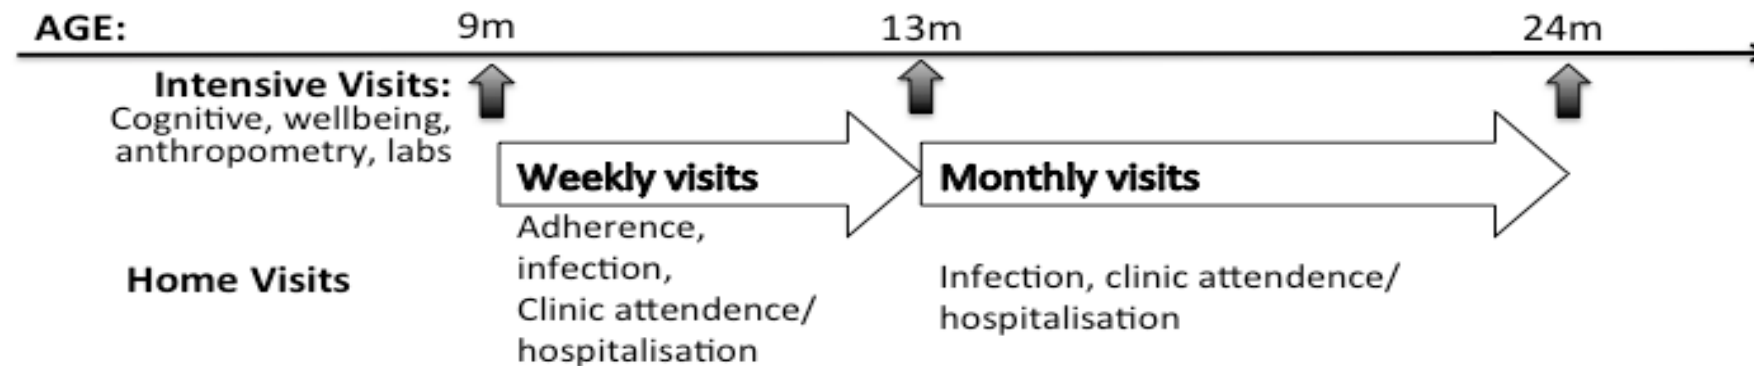 AGE:
9m
13m
24m
Intensive Visits:
Cognitive, wellbeing,
anthropometry, labs
Weekly visits
Monthly visits
Home Visits
Adherence,
infection,
Clinic attendence/
hospitalisation
Infection, clinic attendence/
hospitalisation